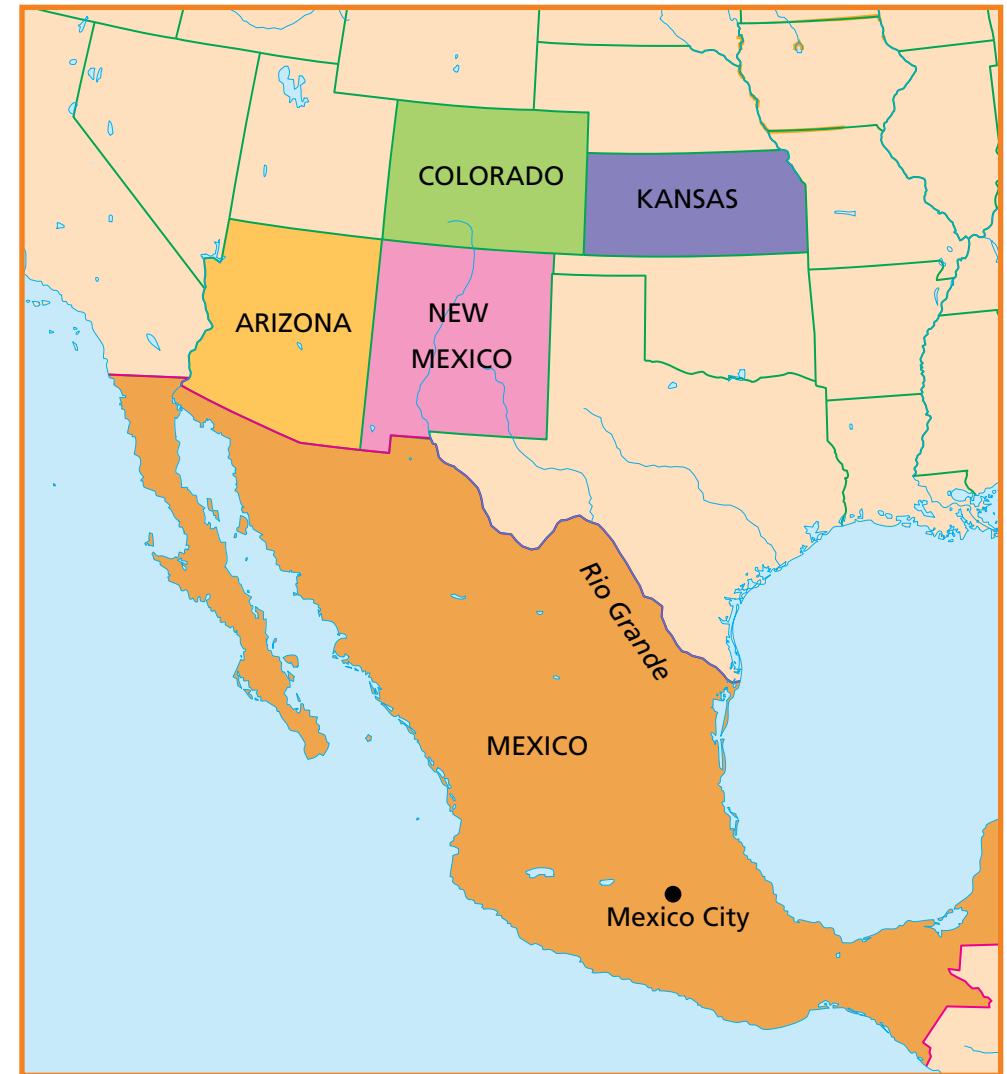 COLORADO
KANSAS
ARIZONA
NEW
MEXICO
Rio Grande
MEXICO
Mexico City